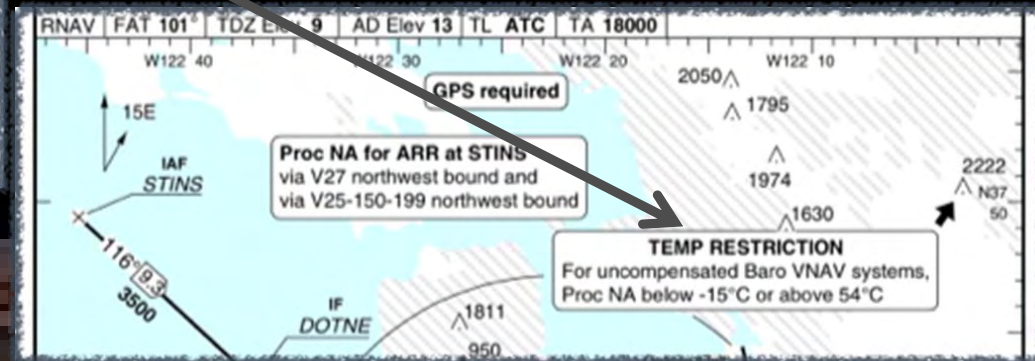 RNAV FAT 101° TDZ Elev 9 AD Elev 13 TL ATC TA 18000
W122 40 W122 30 W122 20 W122 10
GPS required
2050
1795
15E
IAF
STINS
Proc NA for ARR at STINS
via V27 northwest bound and
via V25-150-199 northwest bound
1974
2222
N37
50
1630
TEMP RESTRICTION
For uncompensated Baro VNAV systems,
Proc NA below -15°C or above 54°C
116° 9.3
3500
IF
DOTNE
1811
950